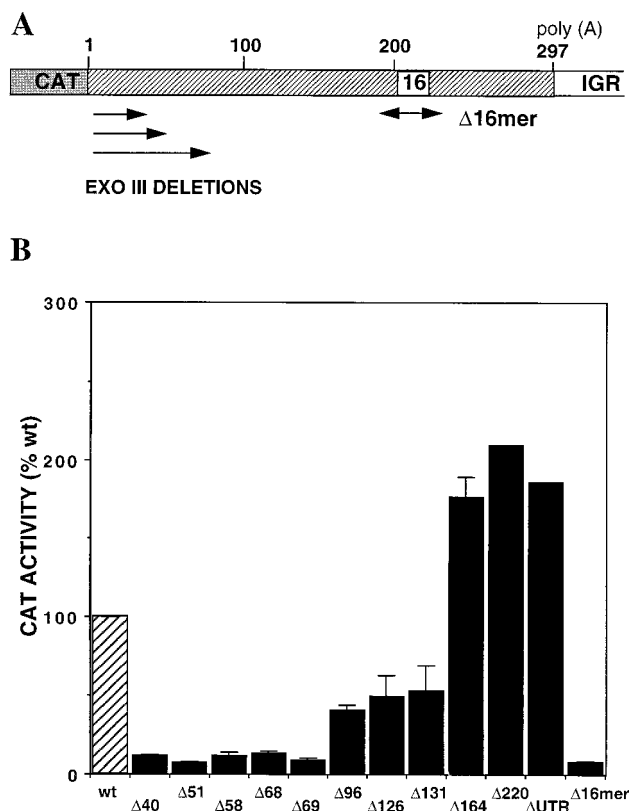 A
poly (A)
1 100 200 297
CAT 16 IGR
Δ16mer
EXO III DELETIONS
B
CAT ACTIVITY (% wt)
300
200
100
0
wt Δ51 Δ68 Δ96 Δ131 Δ220 Δ16mer
Δ40 Δ58 Δ69 Δ126 Δ164 ΔUTR